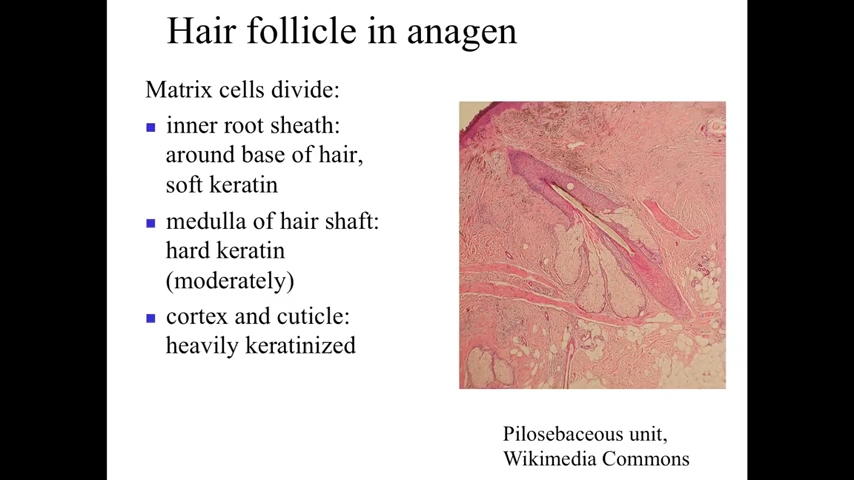 Hair follicle in anagen
Matrix cells divide:
inner root sheath:
around base of hair,
soft keratin
medulla of hair shaft:
hard keratin
(moderately)
cortex and cuticle:
heavily keratinized
Pilosebaceous unit,
Wikimedia Commons